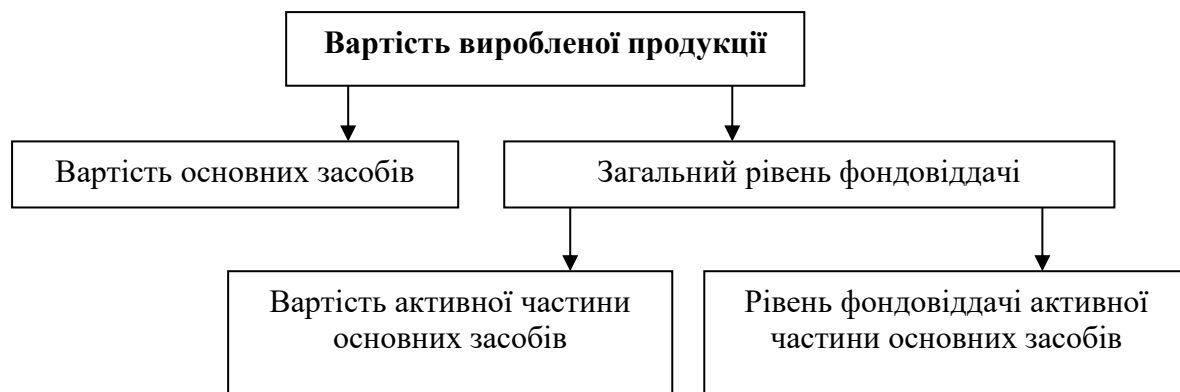 Вартість виробленої продукції
Вартість основних засобів
Загальний рівень фондовіддачі
Вартість активної частини
основних засобів
Рівень фондовіддачі активної
частини основних засобів